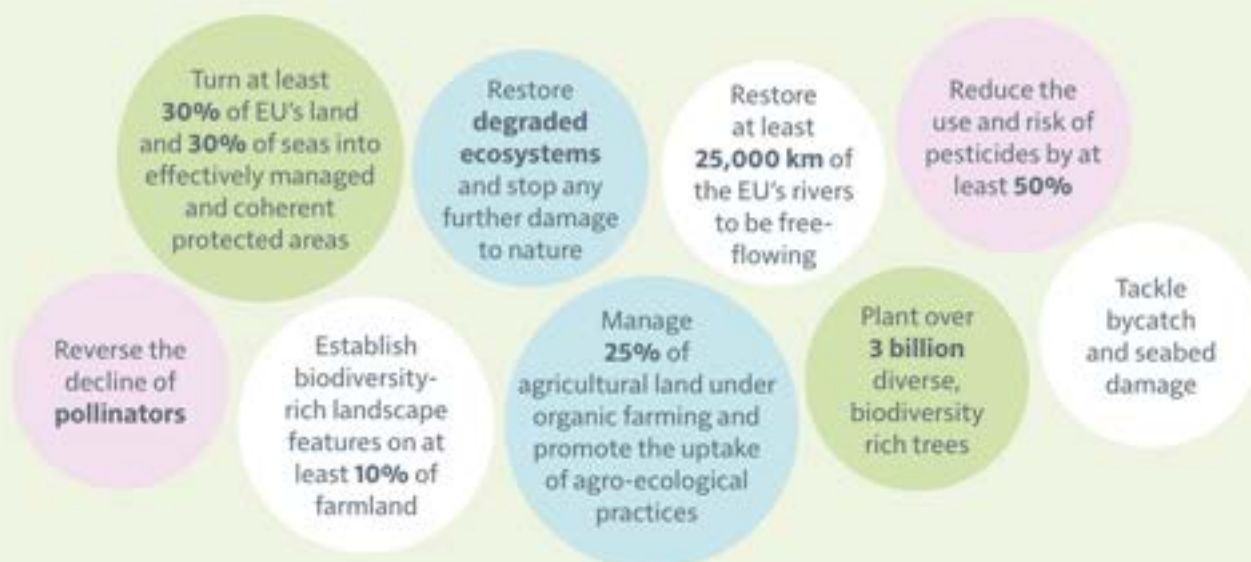 Turn at least
30% of EU's land
and 30% of seas into
effectively managed
and coherent
protected areas
Restore
degraded
ecosystems
and stop any
further damage
to nature
Restore
at least
25,000 km of
the EU's rivers
to be free-
flowing
Reduce the
use and risk of
pesticides by at
least 50%
Reverse the
decline of
pollinators
Establish
biodiversity-
rich landscape
features on at
least 10% of
farmland
Manage
25% of
agricultural land under
organic farming and
promote the uptake
of agro-ecological
practices
Plant over
3 billion
diverse,
biodiversity
rich trees
Tackle
bycatch
and seabed
damage